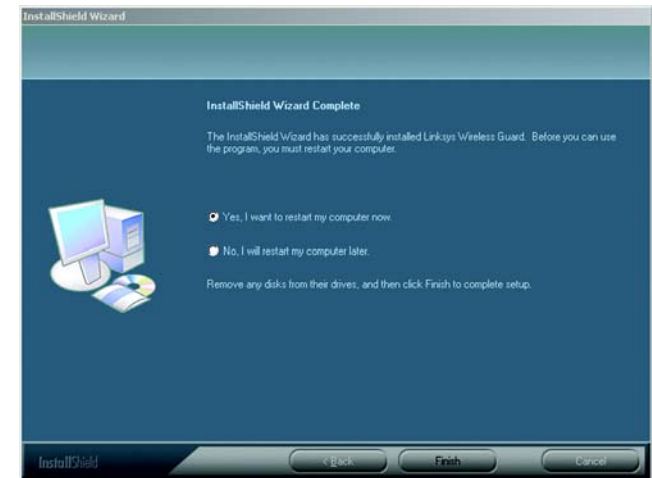 InstallShield Wizard
InstallShield Wizard Complete
The InstallShield Wizard has successfully installed Linksys Wireless Guard. Before you can use
the program, you must restart your computer.
Yes, I want to restart my computer now.
No, I will restart my computer later.
Remove any disks from their drives, and then click Finish to complete setup.
InstallShield
< Back
Finish
Cancel